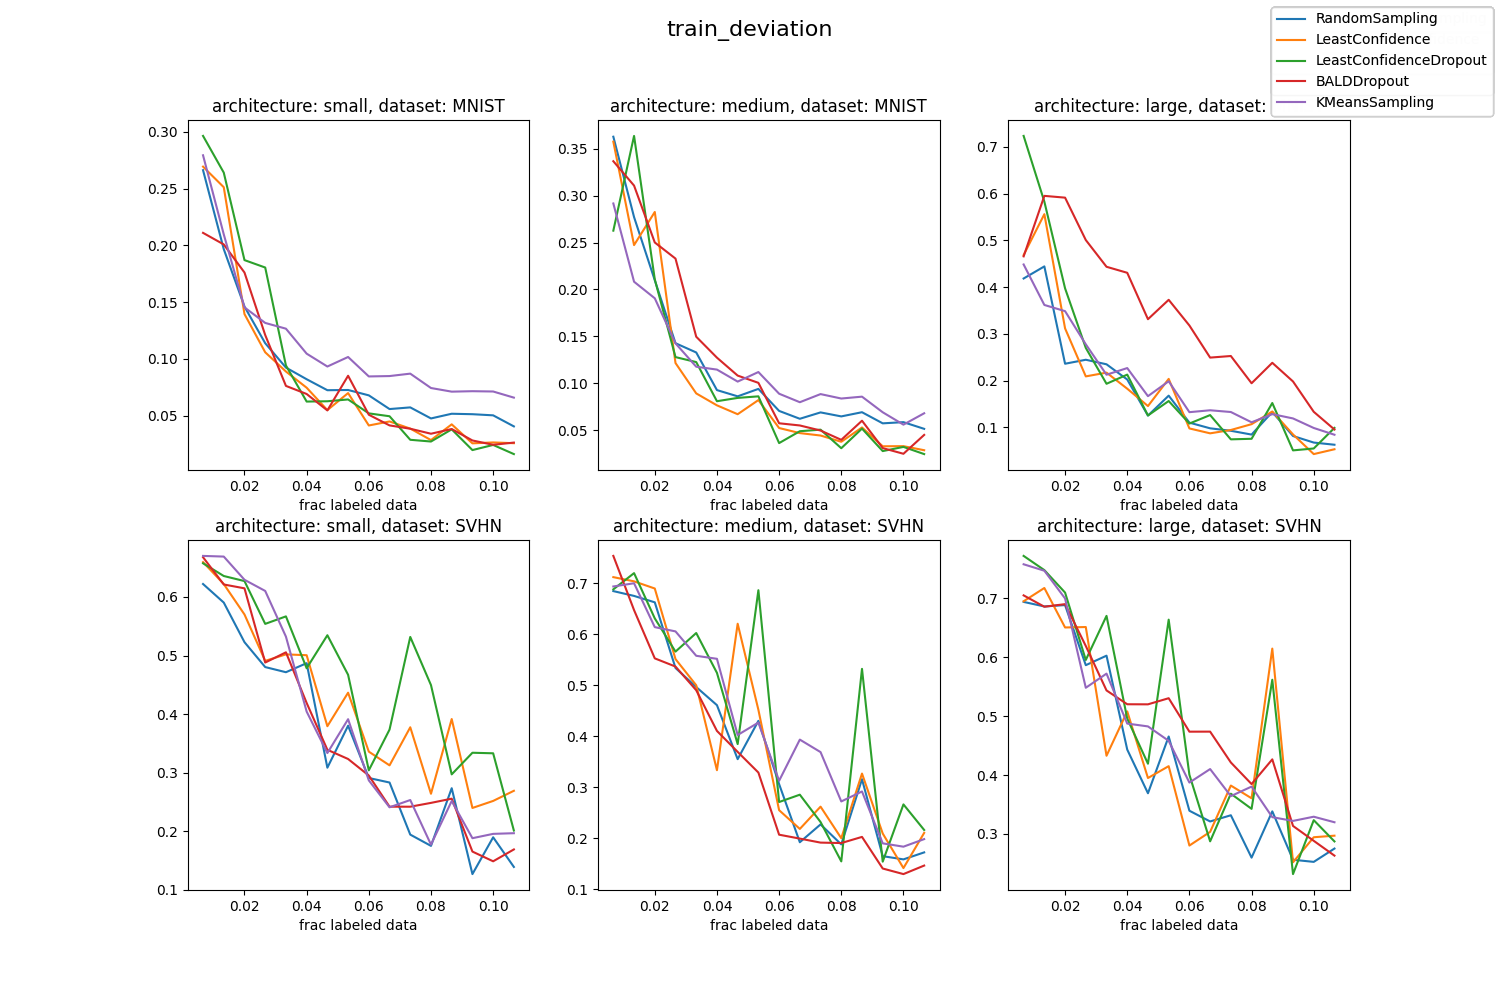 train_deviation
RandomSampling
LeastConfidence
LeastConfidenceDropout
BALDDropout
KMeansSampling
architecture: small, dataset: MNIST
0.30
0.25
0.20
0.15
0.10
0.05
0.02 0.04 0.06 0.08 0.10
frac labeled data
architecture: medium, dataset: MNIST
0.35
0.30
0.25
0.20
0.15
0.10
0.05
0.02 0.04 0.06 0.08 0.10
frac labeled data
architecture: large, dataset:
0.7
0.6
0.5
0.4
0.3
0.2
0.1
0.02 0.04 0.06 0.08 0.10
frac labeled data
architecture: small, dataset: SVHN
0.6
0.5
0.4
0.3
0.2
0.1
0.02 0.04 0.06 0.08 0.10
frac labeled data
architecture: medium, dataset: SVHN
0.7
0.6
0.5
0.4
0.3
0.2
0.1
0.02 0.04 0.06 0.08 0.10
frac labeled data
architecture: large, dataset: SVHN
0.7
0.6
0.5
0.4
0.3
0.02 0.04 0.06 0.08 0.10
frac labeled data